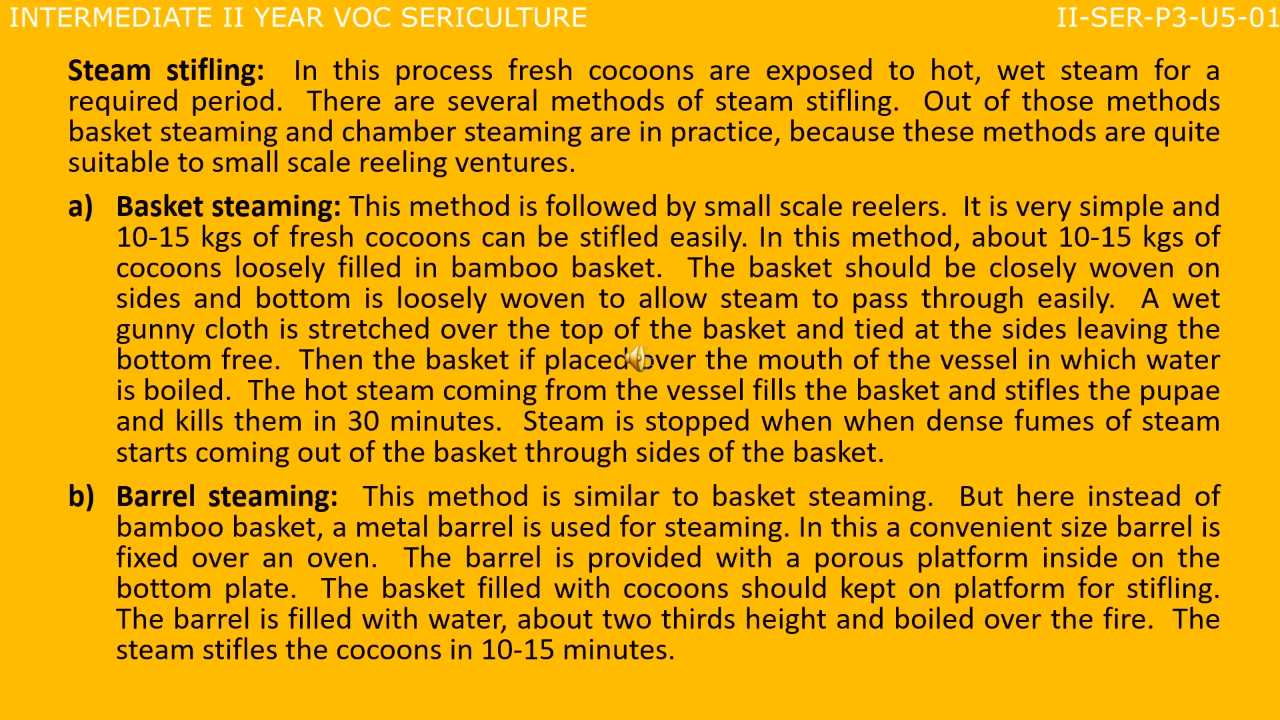 INTERMEDIATE II YEAR VOC SERICULTURE
II-SER-P3-U5-01
Steam stifling: In this process fresh cocoons are exposed to hot, wet steam for a
required period. There are several methods of steam stifling. Out of those methods
basket steaming and chamber steaming are in practice, because these methods are quite
suitable to small scale reeling ventures.
a) Basket steaming: This method is followed by small scale reelers. It is very simple and
10-15 kgs of fresh cocoons can be stifled easily. In this method, about 10-15 kgs of
cocoons loosely filled in bamboo basket. The basket should be closely woven on
sides and bottom is loosely woven to allow steam to pass through easily. A wet
gunny cloth is stretched over the top of the basket and tied at the sides leaving the
bottom free. Then the basket if placed over the mouth of the vessel in which water
is boiled. The hot steam coming from the vessel fills the basket and stifles the pupae
and kills them in 30 minutes. Steam is stopped when when dense fumes of steam
starts coming out of the basket through sides of the basket.
b) Barrel steaming: This method is similar to basket steaming. But here instead of
bamboo basket, a metal barrel is used for steaming. In this a convenient size barrel is
fixed over an oven. The barrel is provided with a porous platform inside on the
bottom plate. The basket filled with cocoons should kept on platform for stifling.
The barrel is filled with water, about two thirds height and boiled over the fire. The
steam stifles the cocoons in 10-15 minutes.